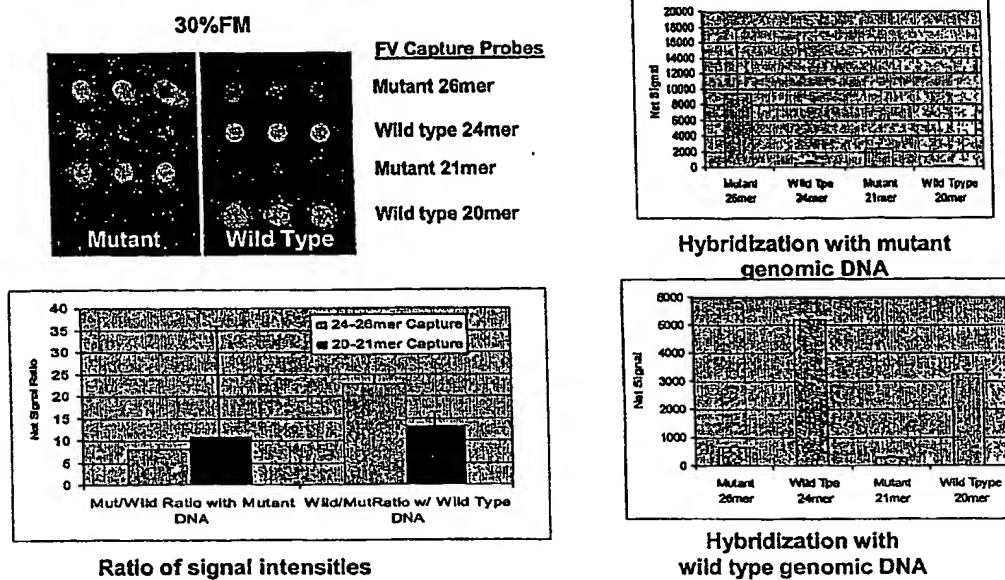 30%FM
FV Capture Probes
Mutant 26mer
Wild type 24mer
Mutant 21mer
Wild type 20mer
Mutant
Wild Type
20000
18000
16000
14000
12000
10000
8000
6000
4000
2000
0
Net Signal
Mutant 26mer
Wild Tpe 24mer
Mutant 21mer
Wild Tpype 20mer
Hybridization with mutant
genomic DNA
40
35
30
25
20
15
10
5
0
Net Signal Ratio
24-26mer Capture
20-21mer Capture
Mut/Wild Ratio with Mutant DNA
Wild/MutRatio w/ Wild Type DNA
Ratio of signal intensities
6000
5000
4000
3000
2000
1000
0
Net Signal
Mutant 26mer
Wild Tpe 24mer
Mutant 21mer
Wild Tpype 20mer
Hybridization with
wild type genomic DNA